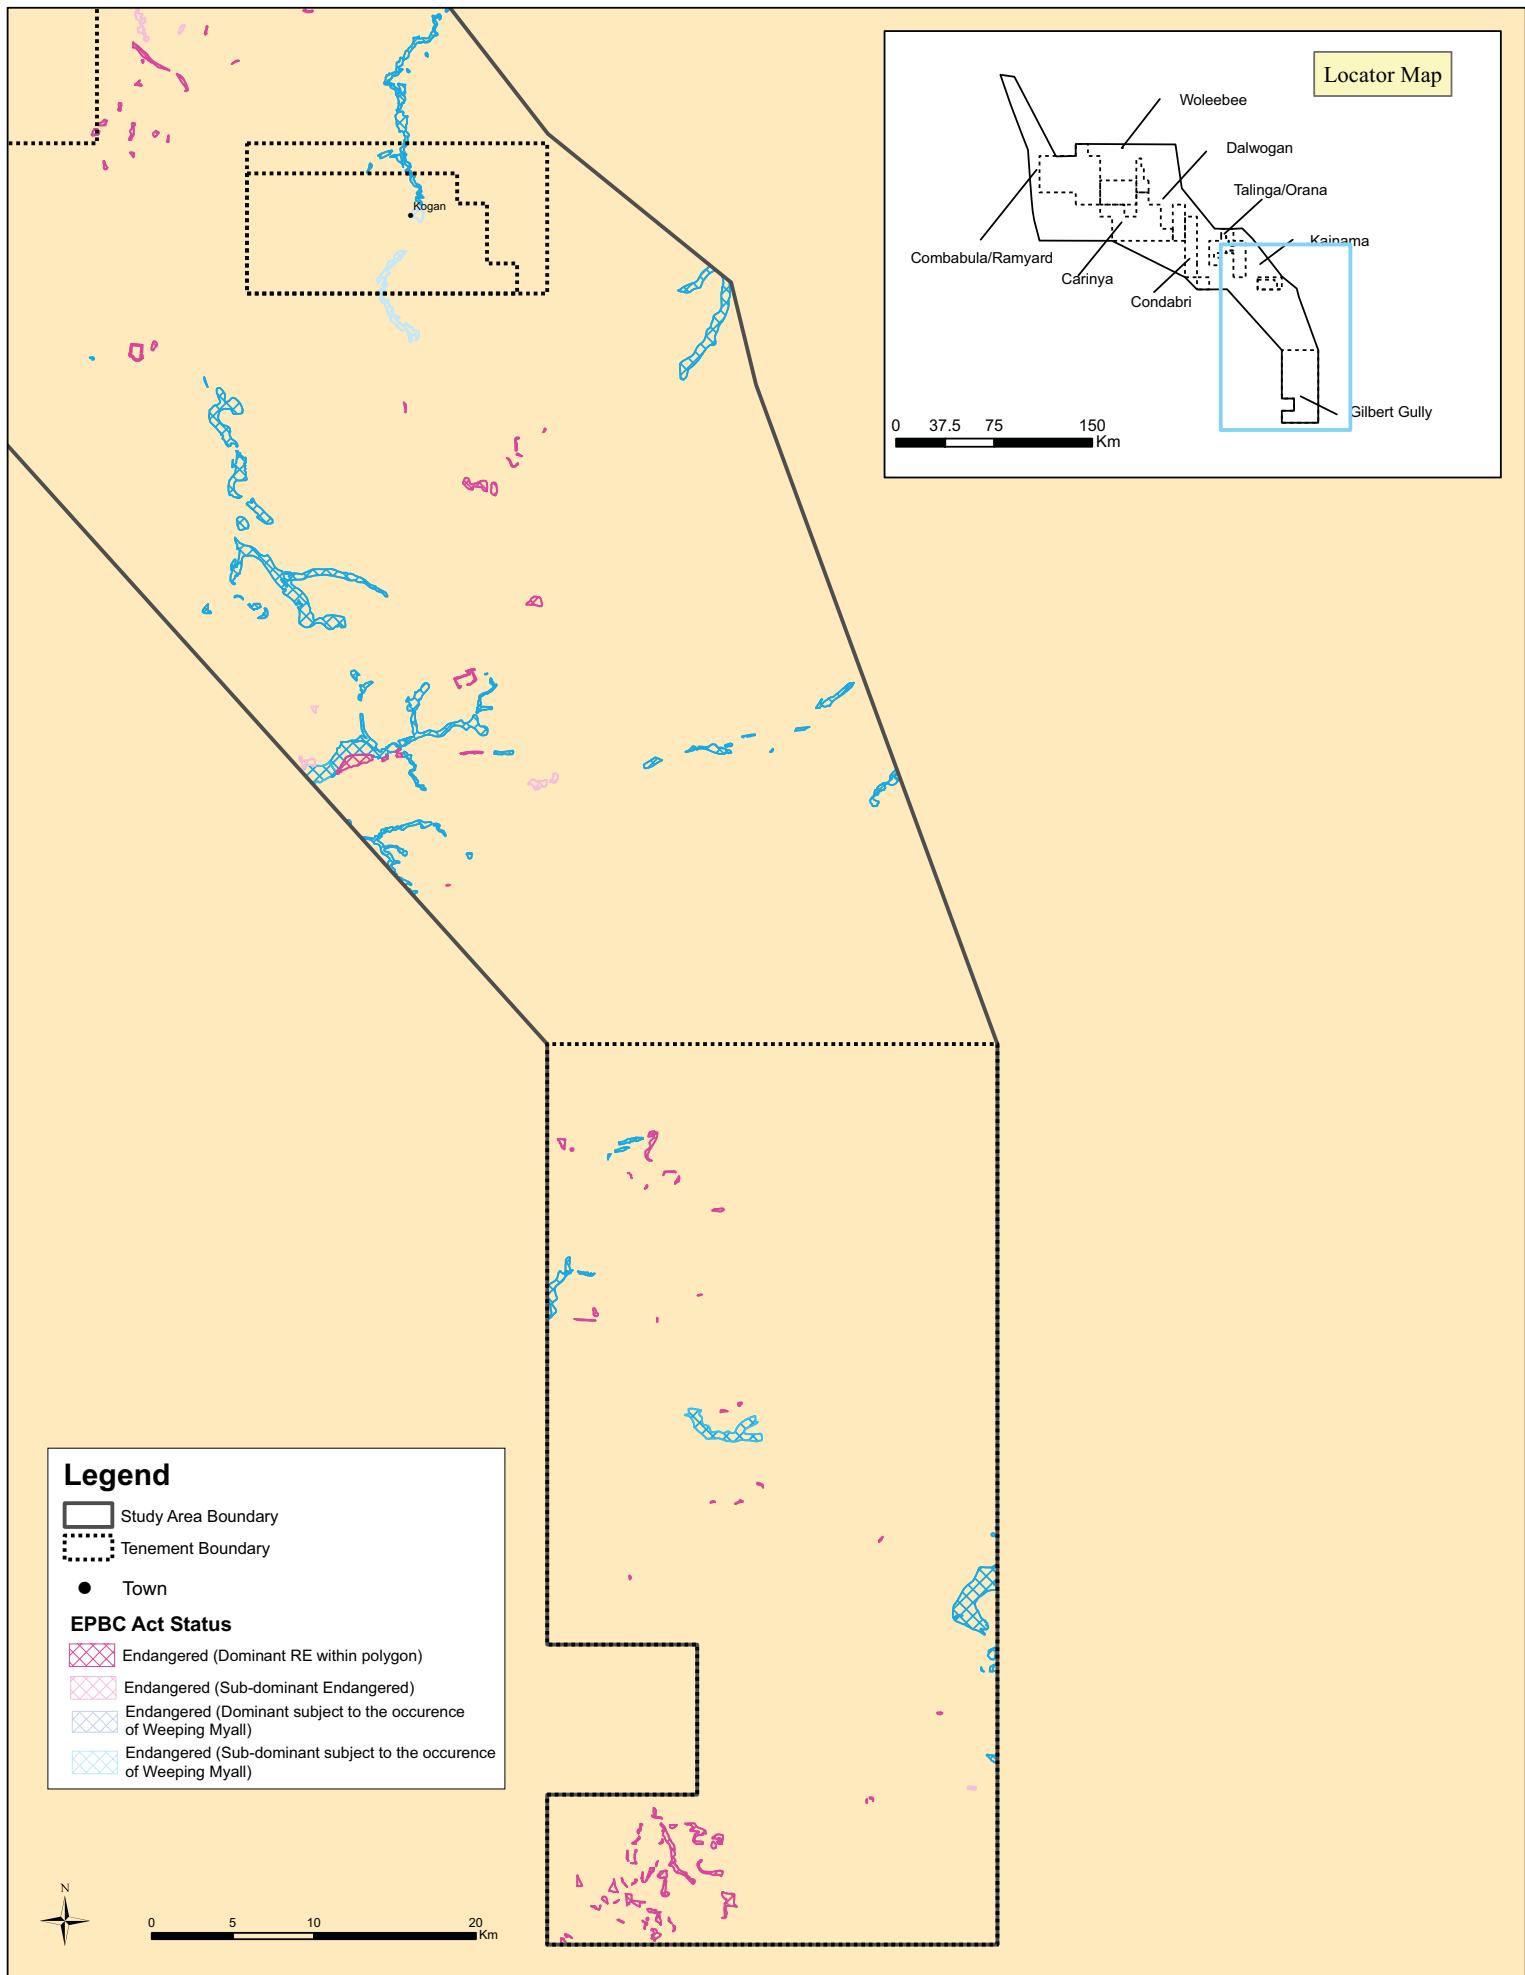 Locator Map
Woleebee
Dalwogan
Talinga/Orana
Kainama
Combabula/Ramyard
Carinya
Condabri
Gilbert Gully
0 37.5 75 150
Km
Kogan
Legend
Study Area Boundary
Tenement Boundary
Town
EPBC Act Status
Endangered (Dominant RE within polygon)
Endangered (Sub-dominant Endangered)
Endangered (Dominant subject to the occurence
of Weeping Myall)
Endangered (Sub-dominant subject to the occurence
of Weeping Myall)
N
0 5 10 20
Km